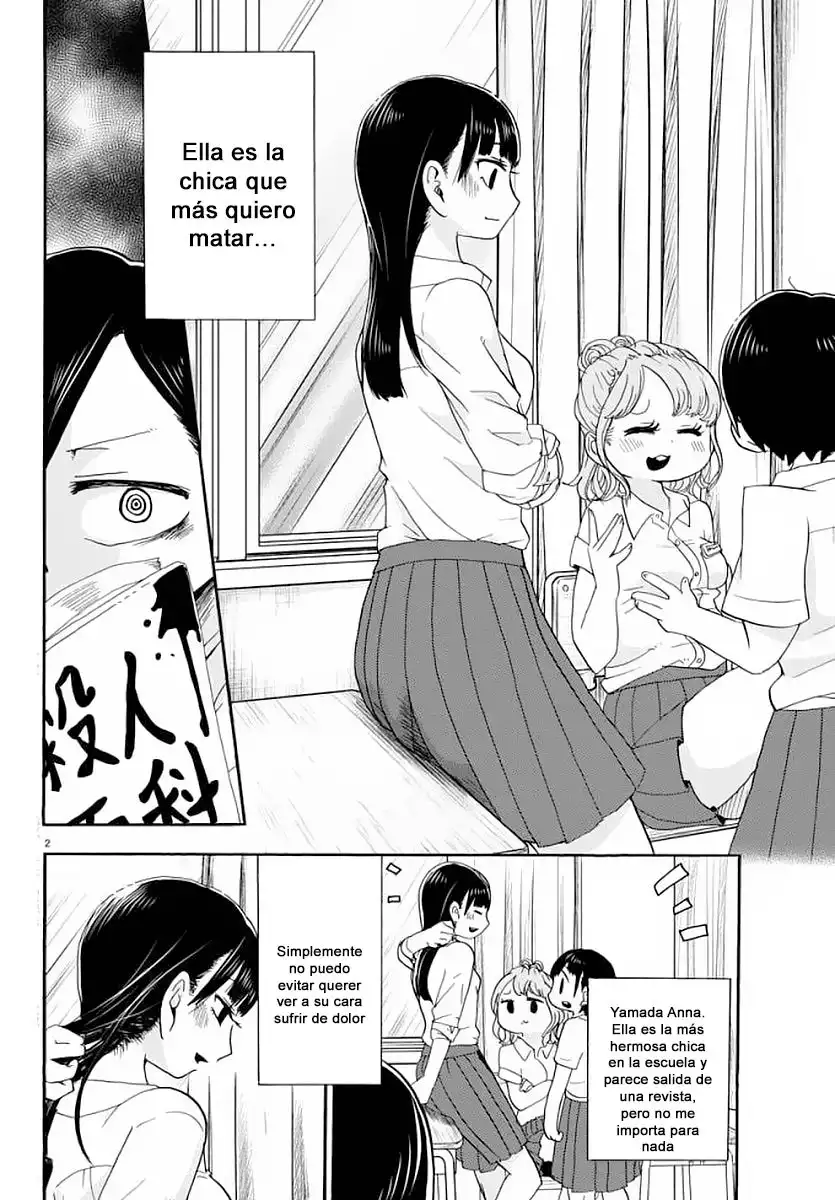 Ella es la
chica que
más quiero
matar...
殺人
百科
2
Simplemente
no puedo
evitar querer
ver a su cara
sufrir de dolor
Yamada Anna.
Ella es la más
hermosa chica
en la escuela y
parece salida de
una revista,
pero no me
importa para
nada